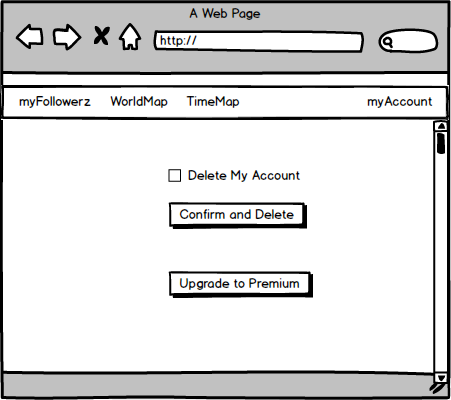 A Web Page
http://
myFollowerz WorldMap TimeMap myAccount
Delete My Account
Confirm and Delete
Upgrade to Premium